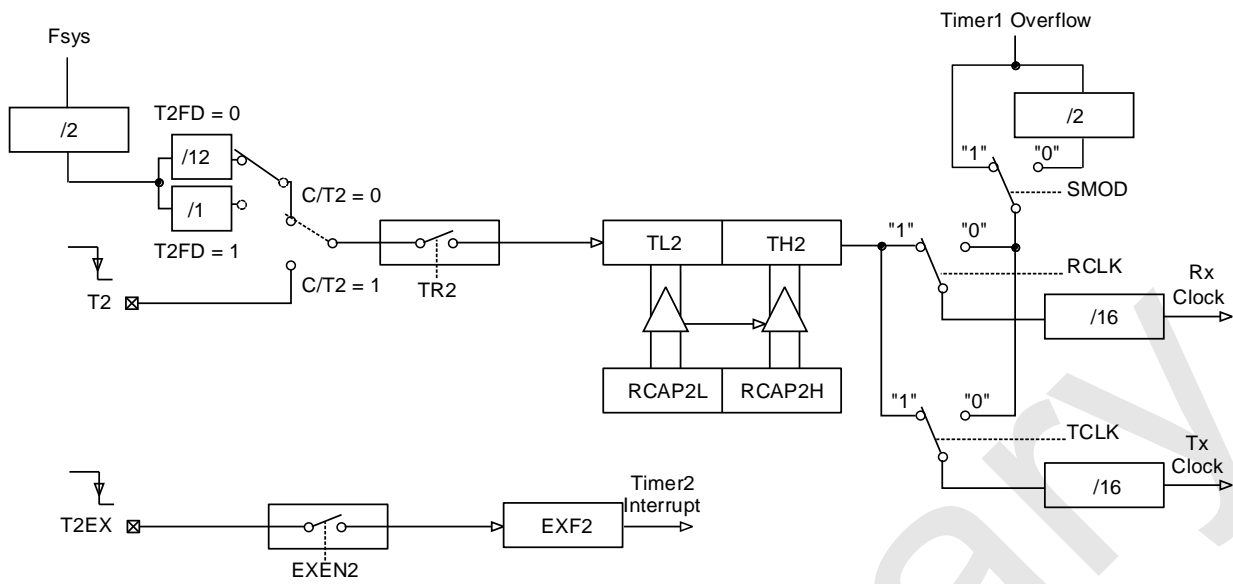 Timer1 Overflow
Fsys
/2
T2FD = 0
/12
/1
T2FD = 1
C/T2 = 0
C/T2 = 1
T2
TR2
TL2
TH2
RCAP2L
RCAP2H
/2
"1"
"0"
SMOD
"1"
"0"
RCLK
/16
Rx
Clock
"1"
"0"
TCLK
/16
Tx
Clock
T2EX
EXEN2
EXF2
Timer2
Interrupt